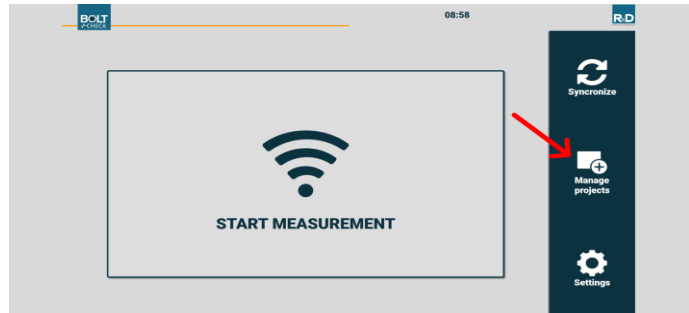 BOLT
V-CHECK
08:58
R&D
Syncronize
START MEASUREMENT
Manage
projects
Settings